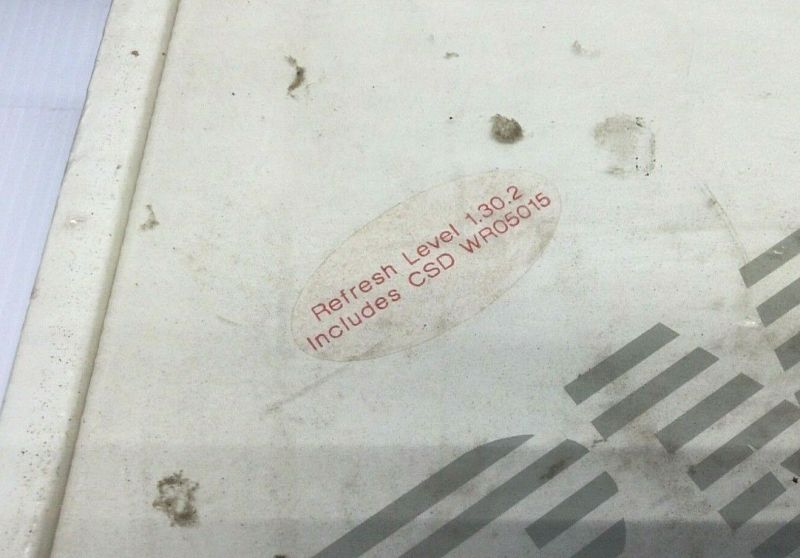 Refresh Level 1.30.2
Includes CSD WR05015